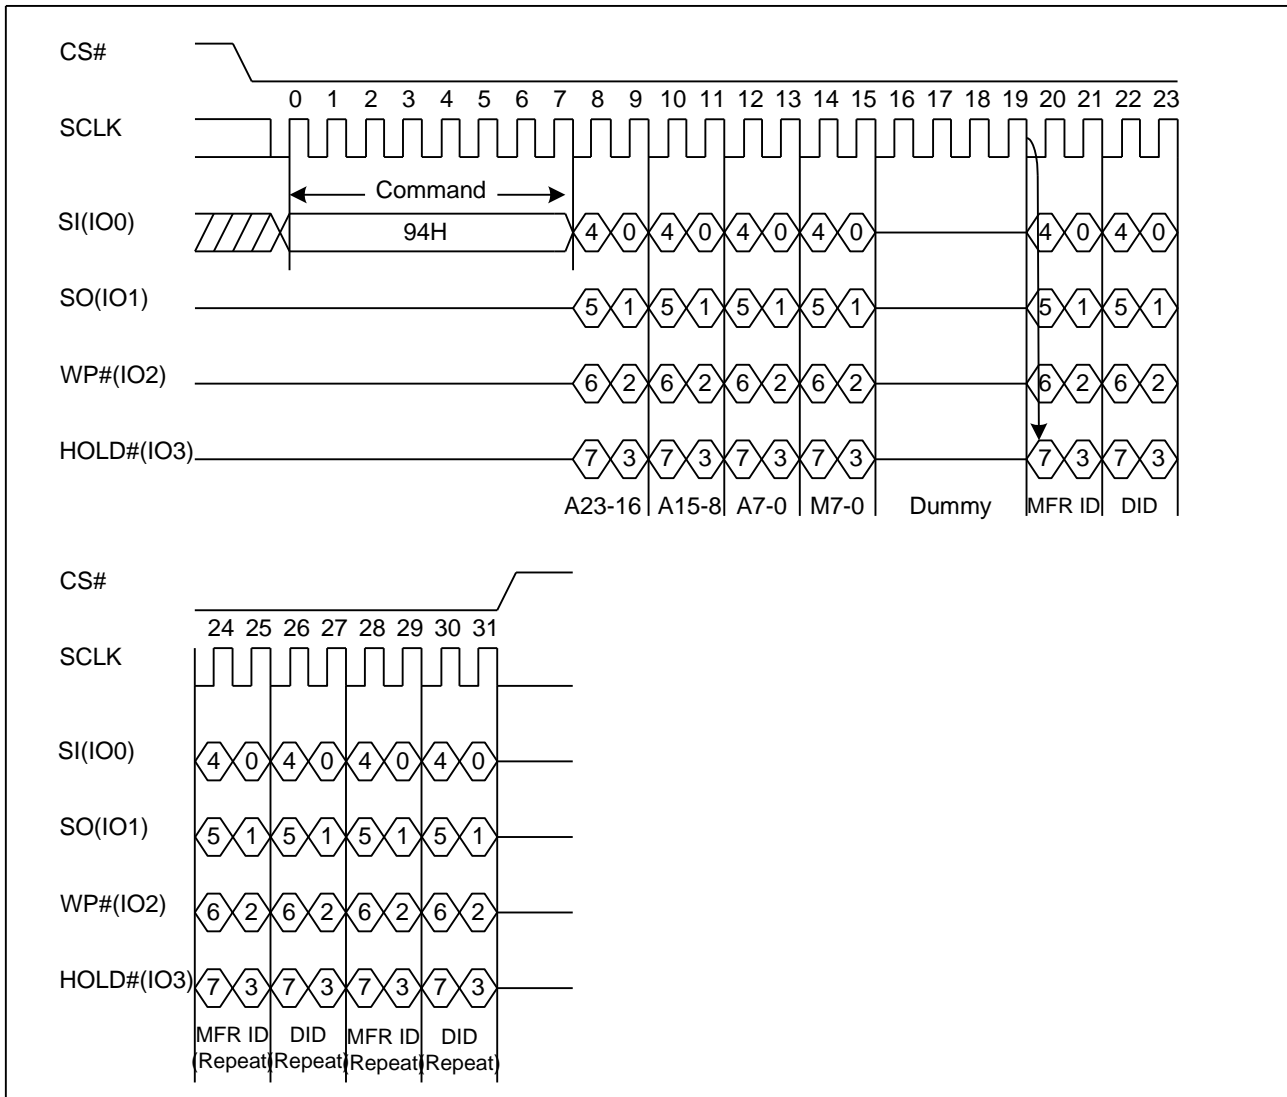 CS#
0 1 2 3 4 5 6 7 8 9 10 11 12 13 14 15 16 17 18 19 20 21 22 23
SCLK
Command
SI(IO0) 94H 4 0 4 0 4 0 4 0 4 0 4 0
SO(IO1) 5 1 5 1 5 1 5 1 5 1 5 1
WP#(IO2) 6 2 6 2 6 2 6 2 6 2 6 2
HOLD#(IO3) 7 3 7 3 7 3 7 3 7 3 7 3
A23-16 A15-8 A7-0 M7-0 Dummy MFR ID DID
CS#
24 25 26 27 28 29 30 31
SCLK
SI(IO0) 4 0 4 0 4 0 4 0
SO(IO1) 5 1 5 1 5 1 5 1
WP#(IO2) 6 2 6 2 6 2 6 2
HOLD#(IO3) 7 3 7 3 7 3 7 3
MFR ID DID MFR ID DID
(Repeat) (Repeat) (Repeat) (Repeat)